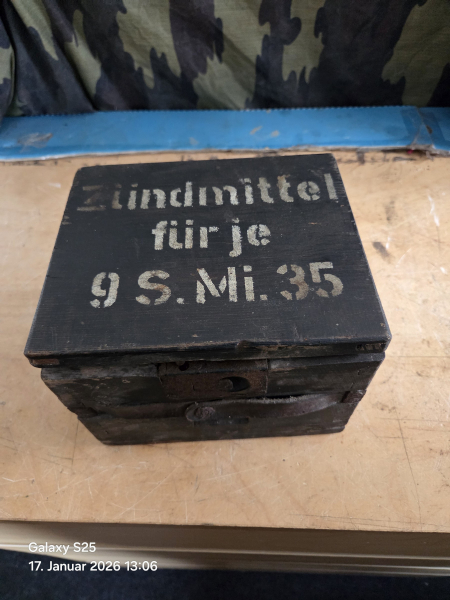 Zündmittel
für je
9 S. Mi. 35
Galaxy S25
17. Januar 2026 13:06